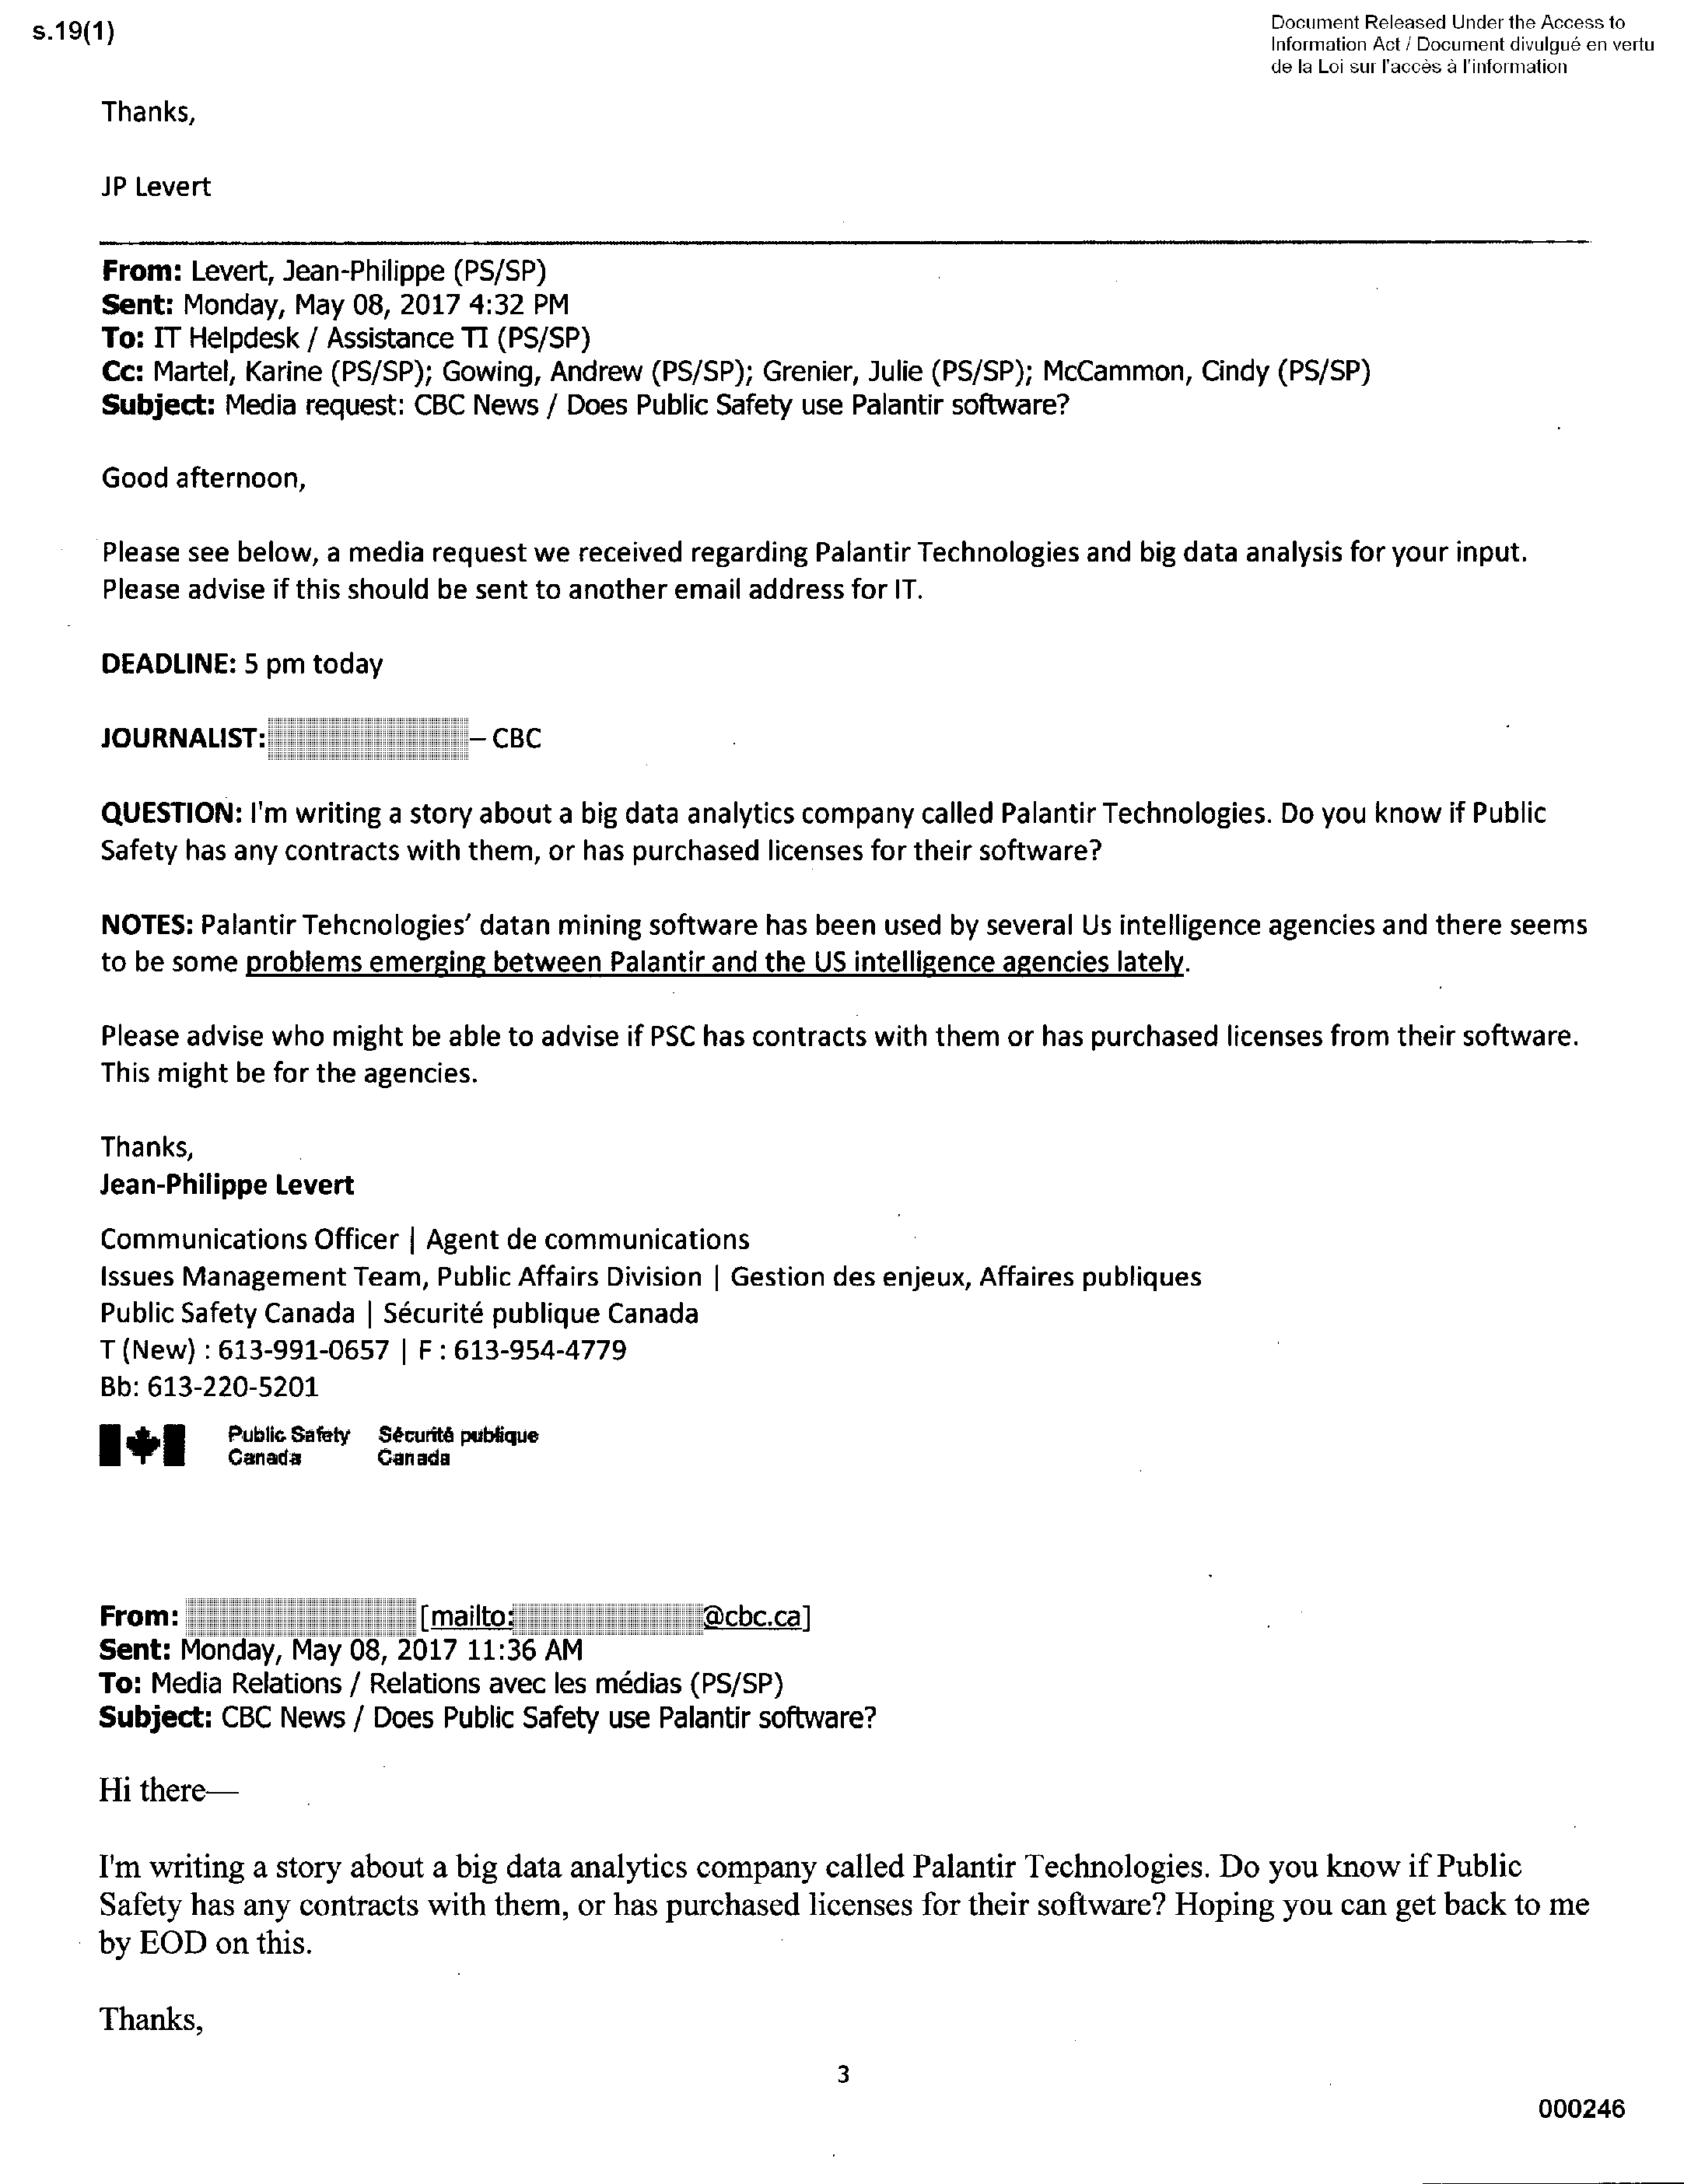 s.19(1)
Document Released Under the Access to
Information Act / Document divulgué en vertu
de la Loi sur l'accès à l'information
Thanks,
JP Levert
From: Levert, Jean-Philippe (PS/SP)
Sent: Monday, May 08, 2017 4:32 PM
To: IT Helpdesk / Assistance TI (PS/SP)
Cc: Martel, Karine (PS/SP); Gowing, Andrew (PS/SP); Grenier, Julie (PS/SP); McCammon, Cindy (PS/SP)
Subject: Media request: CBC News / Does Public Safety use Palantir software?
Good afternoon,
Please see below, a media request we received regarding Palantir Technologies and big data analysis for your input.
Please advise if this should be sent to another email address for IT.
DEADLINE: 5 pm today
JOURNALIST: – CBC
QUESTION: I'm writing a story about a big data analytics company called Palantir Technologies. Do you know if Public
Safety has any contracts with them, or has purchased licenses for their software?
NOTES: Palantir Tehcnologies' datan mining software has been used by several Us intelligence agencies and there seems
to be some problems emerging between Palantir and the US intelligence agencies lately.
Please advise who might be able to advise if PSC has contracts with them or has purchased licenses from their software.
This might be for the agencies.
Thanks,
Jean-Philippe Levert
Communications Officer | Agent de communications
Issues Management Team, Public Affairs Division | Gestion des enjeux, Affaires publiques
Public Safety Canada | Sécurité publique Canada
T (New) : 613-991-0657 | F : 613-954-4779
Bb: 613-220-5201
Public Safety Sécurité publique
Canada Canada
From: [mailto: @cbc.ca]
Sent: Monday, May 08, 2017 11:36 AM
To: Media Relations / Relations avec les médias (PS/SP)
Subject: CBC News / Does Public Safety use Palantir software?
Hi there—
I'm writing a story about a big data analytics company called Palantir Technologies. Do you know if Public
Safety has any contracts with them, or has purchased licenses for their software? Hoping you can get back to me
by EOD on this.
Thanks,
3
000246